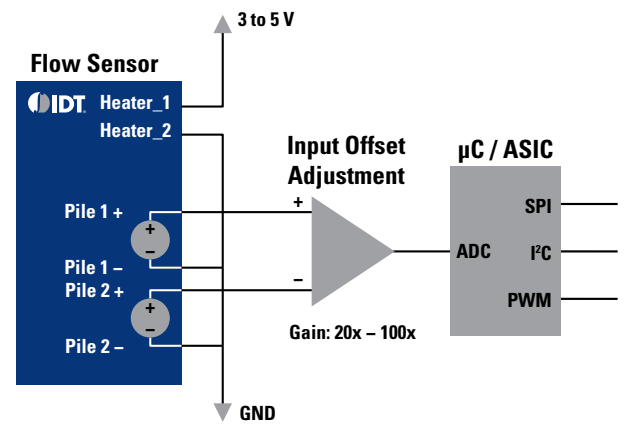 3 to 5 V
Flow Sensor
IDT
Heater_1
Heater_2
Input Offset
Adjustment
µC / ASIC
Pile 1 +
+
−
Pile 1 −
Pile 2 +
+
−
Pile 2 −
+
−
Gain: 20x – 100x
ADC
SPI
I²C
PWM
GND